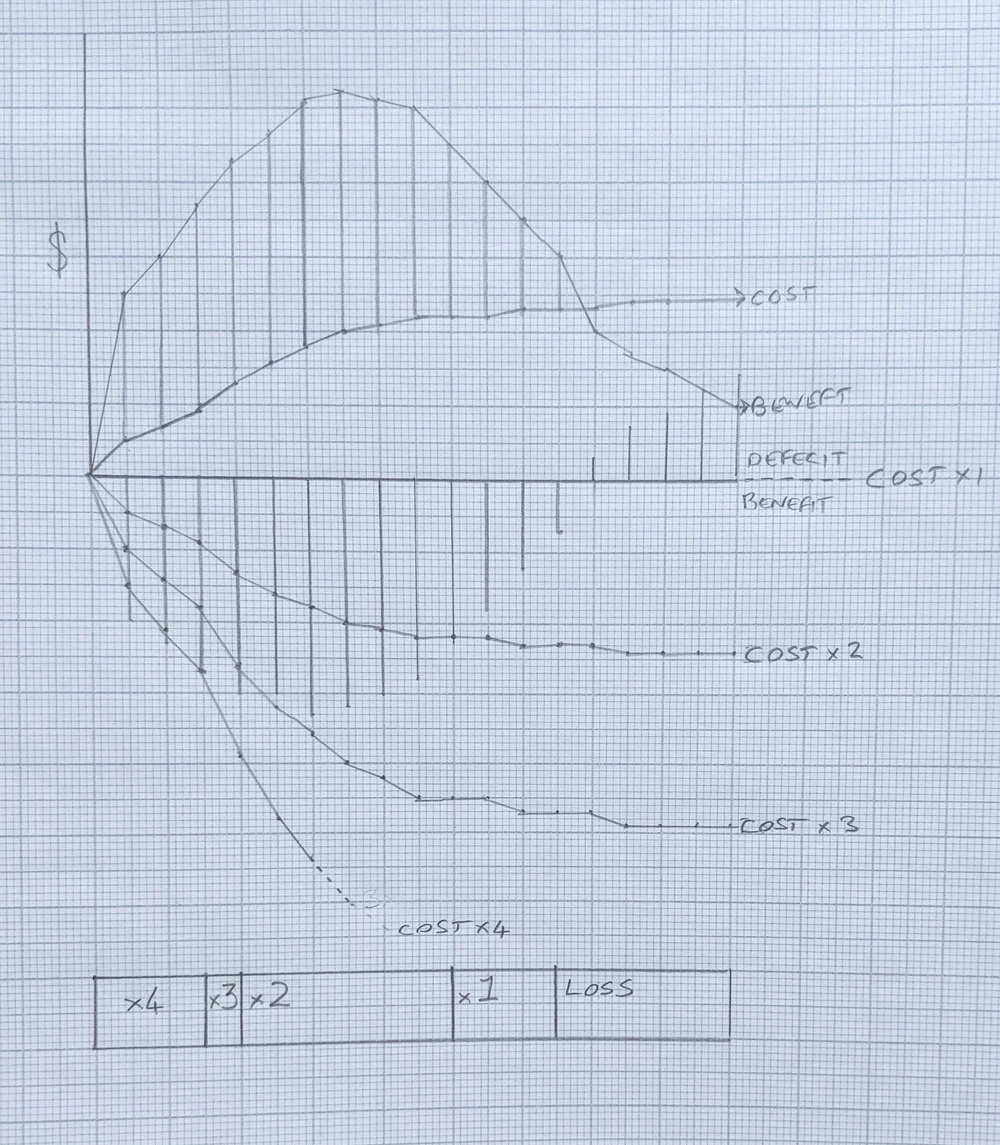 $
COST
BENEFIT
DEFECIT
COST X1
BENEFIT
COST x 2
COST x 3
COST X4
x4 x3 x2 x1 LOSS